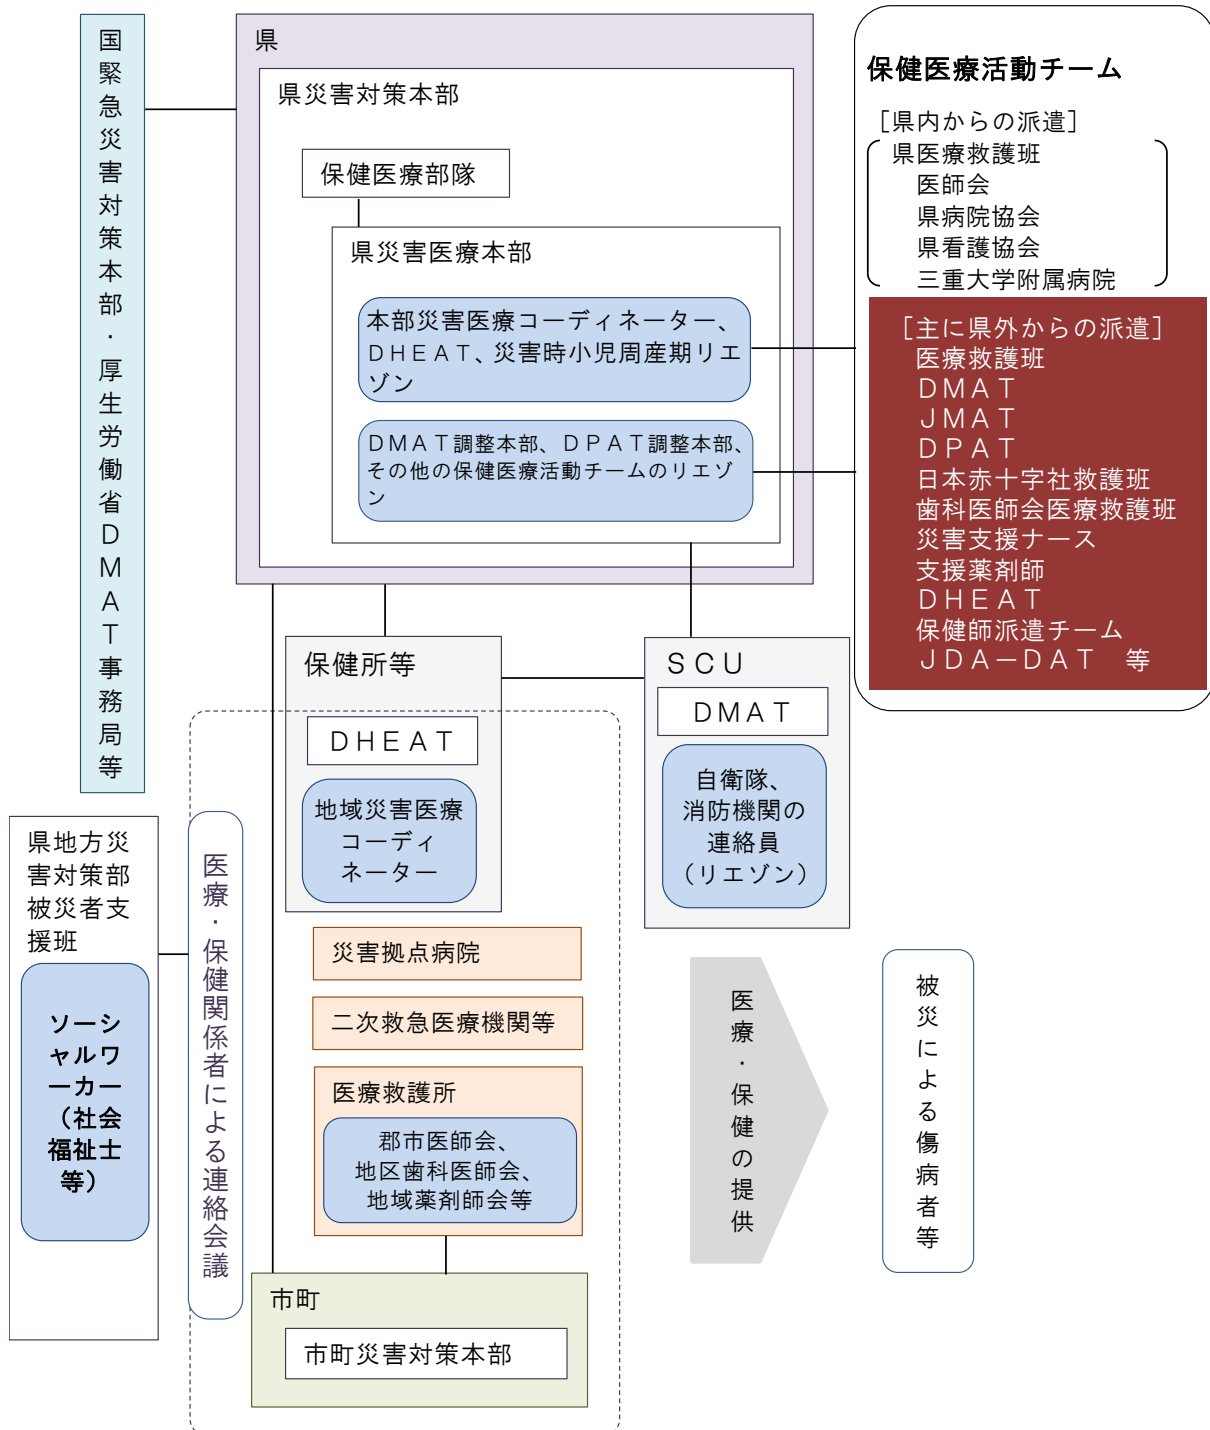 国緊急災害対策本部・厚生労働省DMAT事務局等
県
県災害対策本部
保健医療部隊
県災害医療本部
本部災害医療コーディネーター、
DHEAT、災害時小児周産期リエ
ゾン
DMAT調整本部、DPAT調整本部、
その他の保健医療活動チームのリエゾ
ン
保健医療活動チーム
[県内からの派遣]
県医療救護班
医師会
県病院協会
県看護協会
三重大学附属病院
[主に県外からの派遣]
医療救護班
DMAT
JMAT
DPAT
日本赤十字社救護班
歯科医師会医療救護班
災害支援ナース
支援薬剤師
DHEAT
保健師派遣チーム
JDA－DAT　等
保健所等
DHEAT
地域災害医療
コーディ
ネーター
SCU
DMAT
自衛隊、
消防機関の
連絡員
（リエゾン）
県地方災
害対策部
被災者支
援班
ソーシ
ャルワ
ーカー
（社会
福祉士
等）
医療・保健関係者による連絡会議
災害拠点病院
二次救急医療機関等
医療救護所
郡市医師会、
地区歯科医師会、
地域薬剤師会等
市町
市町災害対策本部
医療・保健の提供
被災による傷病者等